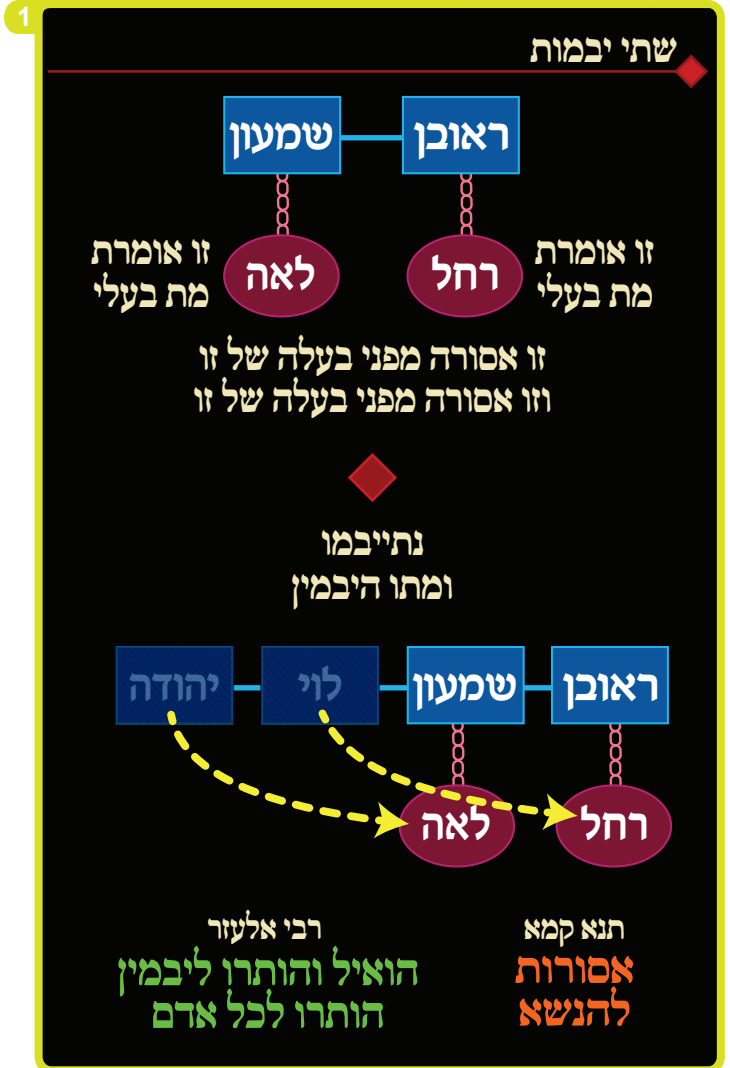 1
שתי יבמות
ראובן
שמעון
רחל
לאה
זו אומרת
מת בעלי
זו אומרת
מת בעלי
זו אסורה מפני בעלה של זו
וזו אסורה מפני בעלה של זו
נתייבמו
ומתו היבמין
ראובן
שמעון
לוי
יהודה
רחל
לאה
תנא קמא
אסורות
להנשא
רבי אלעזר
הואיל והותרו ליבמין
הותרו לכל אדם